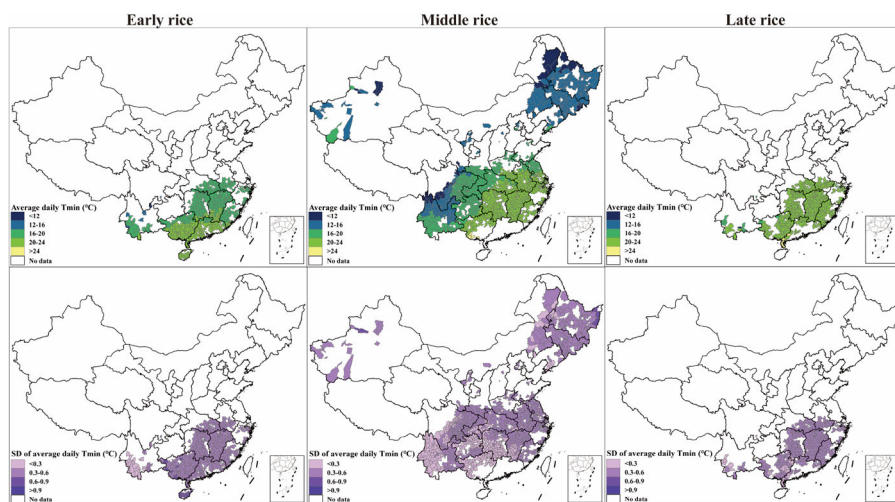 Early rice
Middle rice
Late rice
Average daily Tmin (°C)
<12
12-16
16-20
20-24
>24
No data
Average daily Tmin (°C)
<12
12-16
16-20
20-24
>24
No data
Average daily Tmin (°C)
<12
12-16
16-20
20-24
>24
No data
SD of average daily Tmin (°C)
<0.3
0.3-0.6
0.6-0.9
>0.9
No data
SD of average daily Tmin (°C)
<0.3
0.3-0.6
0.6-0.9
>0.9
No data
SD of average daily Tmin (°C)
<0.3
0.3-0.6
0.6-0.9
>0.9
No data